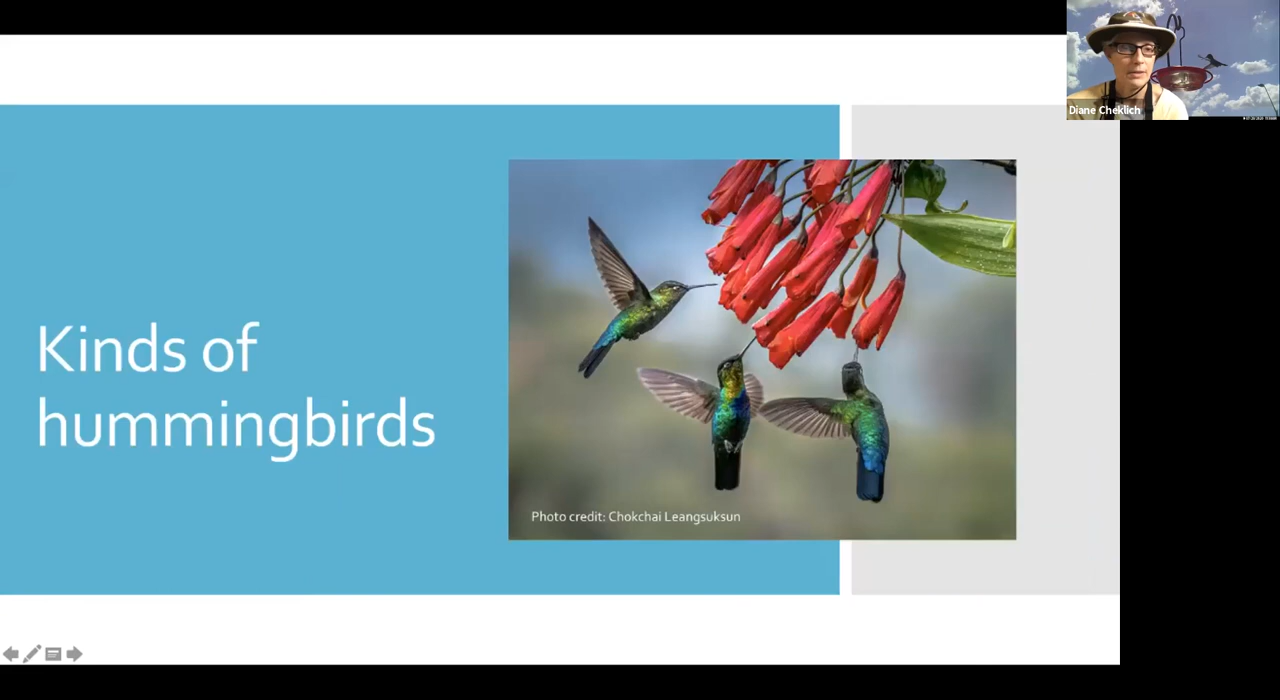 Diane Cheklich
Kinds of
hummingbirds
Photo credit: Chokchai Leangsuksun